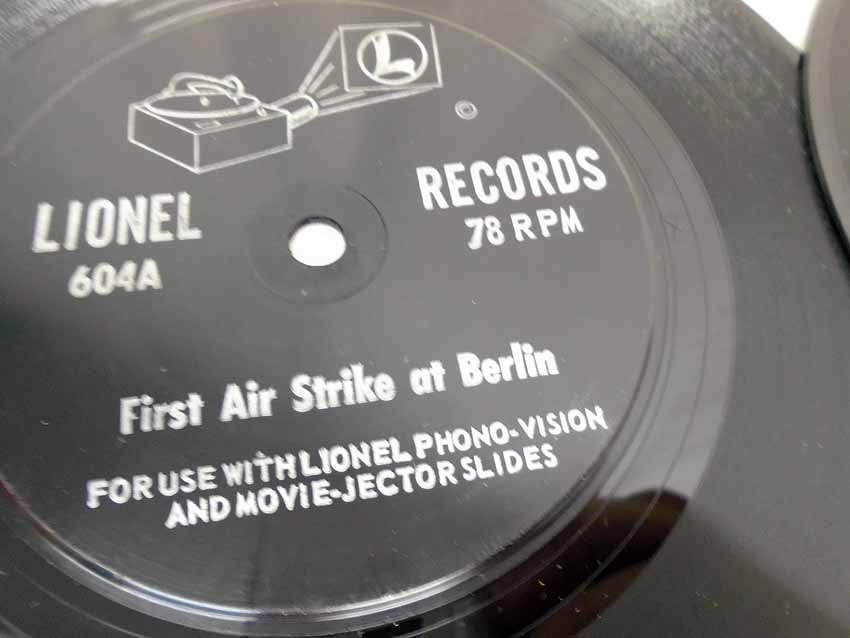 L
©
LIONEL RECORDS
604A 78 RPM
First Air Strike at Berlin
FOR USE WITH LIONEL PHONO-VISION
AND MOVIE-JECTOR SLIDES